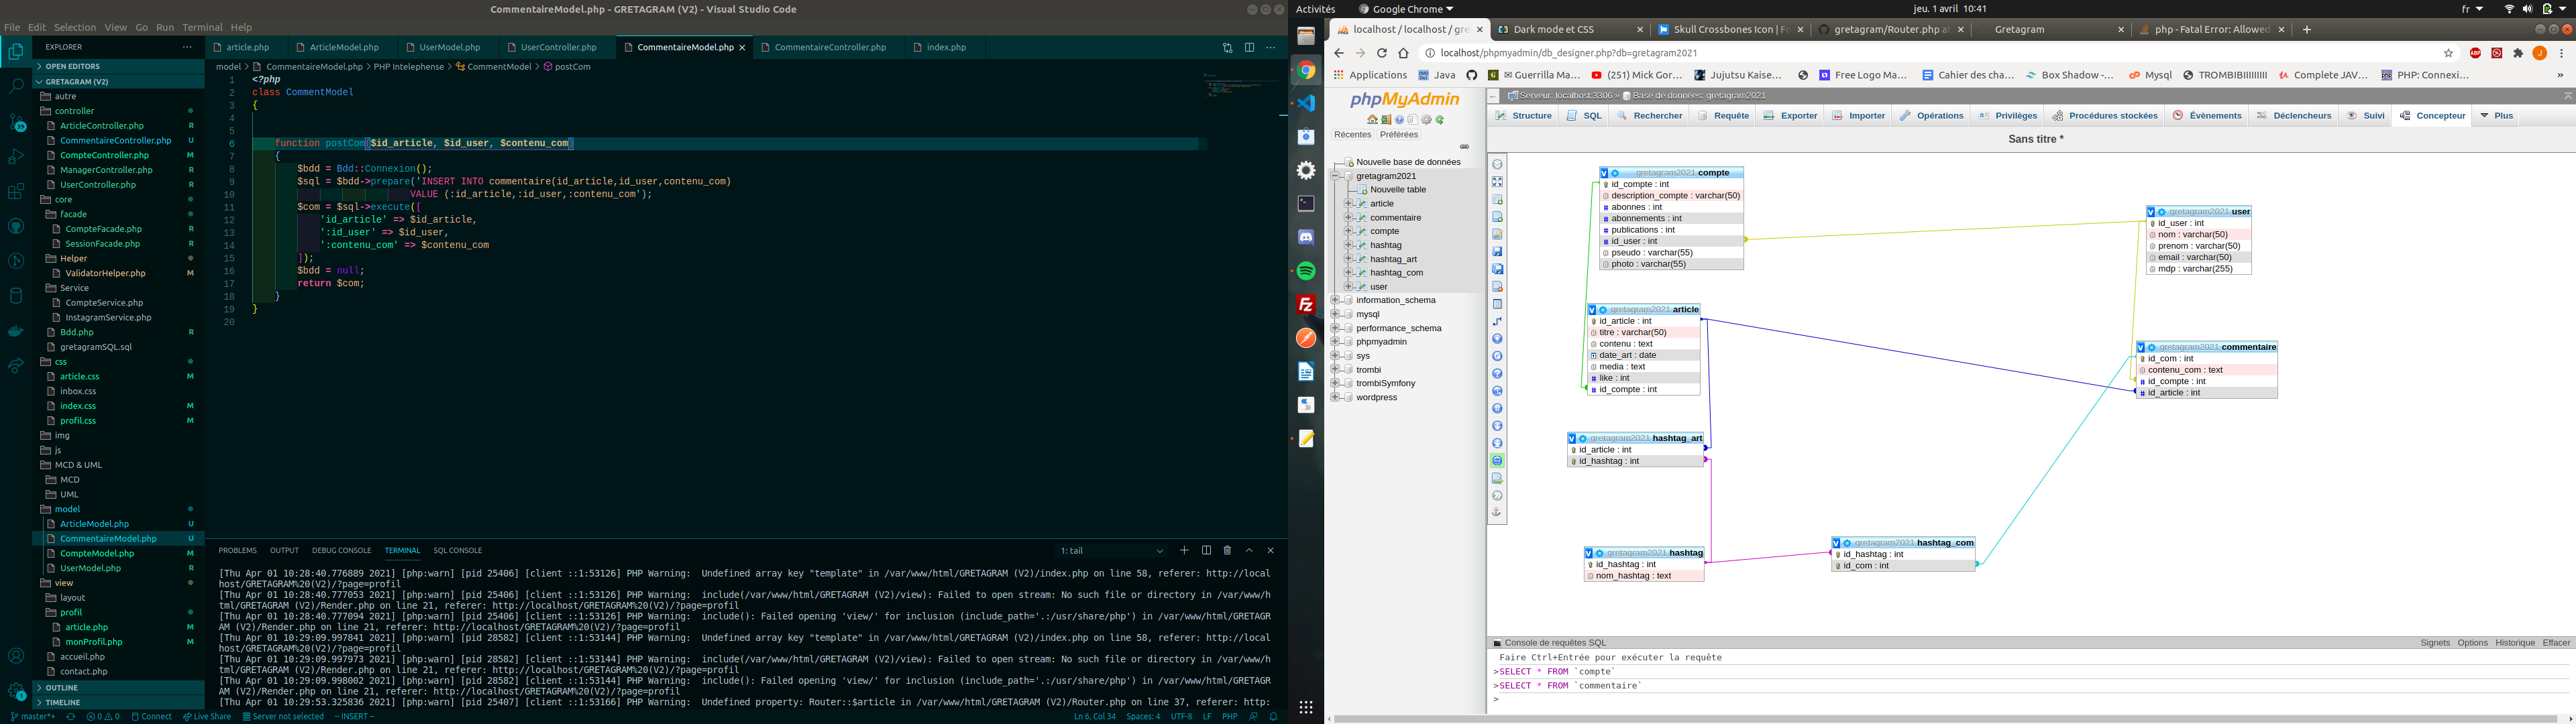 CommentaireModel.php - GRETAGRAM (V2) - Visual Studio Code
File Edit Selection View Go Run Terminal Help
EXPLORER
OPEN EDITORS
GRETAGRAM (V2)
autre
controller
ArticleController.php R
CommentaireController.php U
CompteController.php M
ManagerController.php R
UserController.php R
core
facade
CompteFacade.php R
SessionFacade.php R
Helper
ValidatorHelper.php M
Service
CompteService.php
InstagramService.php
Bdd.php R
gretagramSQL.sql
css
article.css M
inbox.css
index.css M
profil.css M
img
js
MCD & UML
MCD
UML
model
ArticleModel.php U
CommentaireModel.php U
CompteModel.php M
UserModel.php R
view
layout
profil
article.php M
monProfil.php M
accueil.php
contact.php
OUTLINE
TIMELINE
article.php ArticleModel.php UserModel.php UserController.php CommentaireModel.php CommentaireController.php index.php
model > CommentaireModel.php > PHP Intelephense > CommentModel > postCom
1 <?php
2 class CommentModel
3 {
4
5
6 function postCom($id_article, $id_user, $contenu_com)
7 {
8 $bdd = Bdd::Connexion();
9 $sql = $bdd->prepare('INSERT INTO commentaire(id_article,id_user,contenu_com)
10 VALUE (:id_article,:id_user,:contenu_com');
11 $com = $sql->execute([
12 'id_article' => $id_article,
13 ':id_user' => $id_user,
14 ':contenu_com' => $contenu_com
15 ]);
16 $bdd = null;
17 return $com;
18 }
19 }
20
PROBLEMS OUTPUT DEBUG CONSOLE TERMINAL SQL CONSOLE
1: tail
[Thu Apr 01 10:28:40.776889 2021] [php:warn] [pid 25406] [client ::1:53126] PHP Warning:  Undefined array key "template" in /var/www/html/GRETAGRAM (V2)/index.php on line 58, referer: http://local
host/GRETAGRAM%20(V2)/?page=profil
[Thu Apr 01 10:28:40.777053 2021] [php:warn] [pid 25406] [client ::1:53126] PHP Warning:  include(/var/www/html/GRETAGRAM (V2)/view): Failed to open stream: No such file or directory in /var/www/h
tml/GRETAGRAM (V2)/Render.php on line 21, referer: http://localhost/GRETAGRAM%20(V2)/?page=profil
[Thu Apr 01 10:28:40.777094 2021] [php:warn] [pid 25406] [client ::1:53126] PHP Warning:  include(): Failed opening 'view/' for inclusion (include_path='.:/usr/share/php') in /var/www/html/GRETAGR
AM (V2)/Render.php on line 21, referer: http://localhost/GRETAGRAM%20(V2)/?page=profil
[Thu Apr 01 10:29:09.997841 2021] [php:warn] [pid 28582] [client ::1:53144] PHP Warning:  Undefined array key "template" in /var/www/html/GRETAGRAM (V2)/index.php on line 58, referer: http://local
host/GRETAGRAM%20(V2)/?page=profil
[Thu Apr 01 10:29:09.997973 2021] [php:warn] [pid 28582] [client ::1:53144] PHP Warning:  include(/var/www/html/GRETAGRAM (V2)/view): Failed to open stream: No such file or directory in /var/www/h
tml/GRETAGRAM (V2)/Render.php on line 21, referer: http://localhost/GRETAGRAM%20(V2)/?page=profil
[Thu Apr 01 10:29:09.998002 2021] [php:warn] [pid 28582] [client ::1:53144] PHP Warning:  include(): Failed opening 'view/' for inclusion (include_path='.:/usr/share/php') in /var/www/html/GRETAGR
AM (V2)/Render.php on line 21, referer: http://localhost/GRETAGRAM%20(V2)/?page=profil
[Thu Apr 01 10:29:53.325836 2021] [php:warn] [pid 25407] [client ::1:53166] PHP Warning:  Undefined property: Router::$article in /var/www/html/GRETAGRAM (V2)/Router.php on line 37, referer: http:
master*+ 0 0 Connect Live Share Server not selected -- INSERT -- Ln 6, Col 34 Spaces: 4 UTF-8 LF PHP
Activités Google Chrome jeu. 1 avril 10:41 fr
localhost / localhost / gre Dark mode et CSS Skull Crossbones Icon | Fo gretagram/Router.php at Gretagram php - Fatal Error: Allowed
localhost/phpmyadmin/db_designer.php?db=gretagram2021
Applications Java Guerrilla Ma... (251) Mick Gor... Jujutsu Kaise... Free Logo Ma... Cahier des cha... Box Shadow -... Mysql TROMBIBIIIIIIII Complete JAV... PHP: Connexi... »
phpMyAdmin
Récentes Préférées
Nouvelle base de données
gretagram2021
Nouvelle table
article
commentaire
compte
hashtag
hashtag_art
hashtag_com
user
information_schema
mysql
performance_schema
phpmyadmin
sys
trombi
trombiSymfony
wordpress
Serveur: localhost:3306 » Base de données: gretagram2021
Structure SQL Rechercher Requête Exporter Importer Opérations Privilèges Procédures stockées Évènements Déclencheurs Suivi Concepteur Plus
Sans titre *
gretagram2021 compte
id_compte : int
description_compte : varchar(50)
abonnes : int
abonnements : int
publications : int
id_user : int
pseudo : varchar(55)
photo : varchar(55)
gretagram2021 user
id_user : int
nom : varchar(50)
prenom : varchar(50)
email : varchar(50)
mdp : varchar(255)
gretagram2021 article
id_article : int
titre : varchar(50)
contenu : text
date_art : date
media : text
like : int
id_compte : int
gretagram2021 commentaire
id_com : int
contenu_com : text
id_compte : int
id_article : int
gretagram2021 hashtag_art
id_article : int
id_hashtag : int
gretagram2021 hashtag
id_hashtag : int
nom_hashtag : text
gretagram2021 hashtag_com
id_hashtag : int
id_com : int
Console de requêtes SQL Signets Options Historique Effacer
Faire Ctrl+Entrée pour exécuter la requête
>SELECT * FROM `compte`
>SELECT * FROM `commentaire`
>